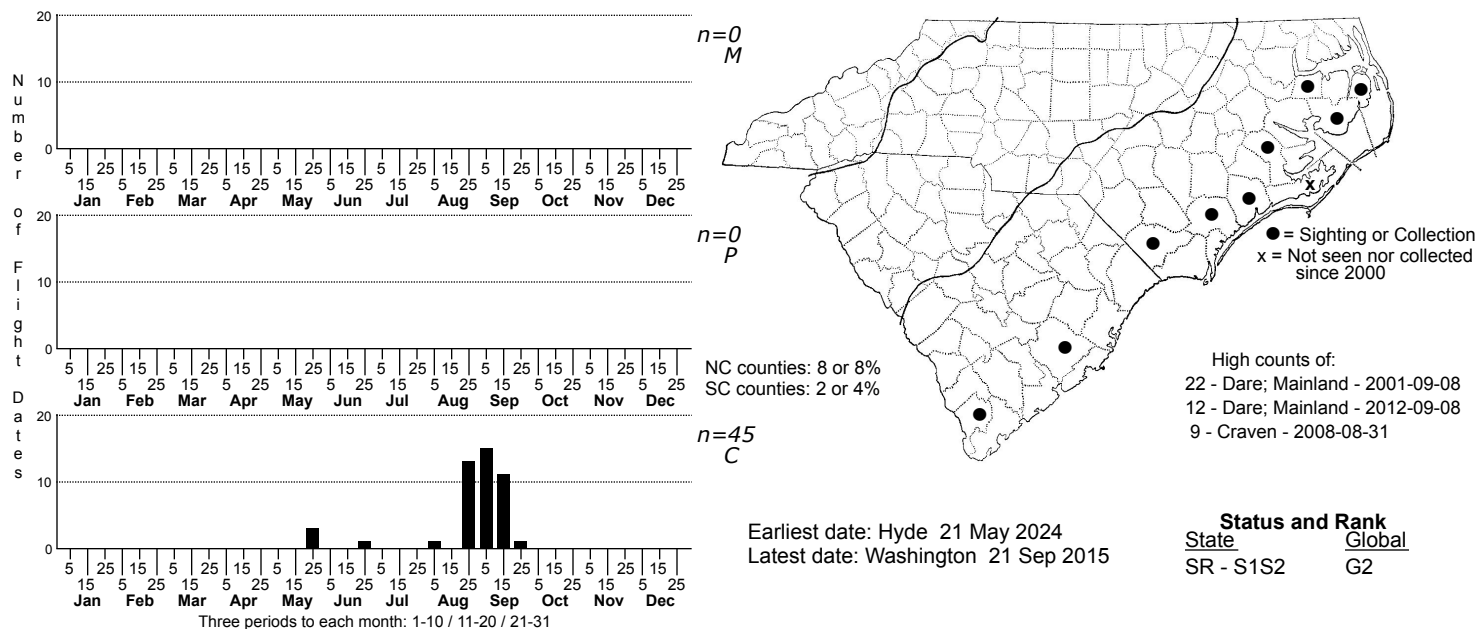 Number of Flight Dates
20
10
0
n=0
M
5 15 25 5 15 25 5 15 25 5 15 25 5 15 25 5 15 25 5 15 25 5 15 25 5 15 25 5 15 25 5 15 25 5 15 25
Jan Feb Mar Apr May Jun Jul Aug Sep Oct Nov Dec
20
10
0
n=0
P
5 15 25 5 15 25 5 15 25 5 15 25 5 15 25 5 15 25 5 15 25 5 15 25 5 15 25 5 15 25 5 15 25 5 15 25
Jan Feb Mar Apr May Jun Jul Aug Sep Oct Nov Dec
20
10
0
n=45
C
5 15 25 5 15 25 5 15 25 5 15 25 5 15 25 5 15 25 5 15 25 5 15 25 5 15 25 5 15 25 5 15 25 5 15 25
Jan Feb Mar Apr May Jun Jul Aug Sep Oct Nov Dec
Three periods to each month: 1-10 / 11-20 / 21-31
x
= Sighting or Collection
x = Not seen nor collected
since 2000
NC counties: 8 or 8%
SC counties: 2 or 4%
High counts of:
22 - Dare; Mainland - 2001-09-08
12 - Dare; Mainland - 2012-09-08
9 - Craven - 2008-08-31
Earliest date: Hyde 21 May 2024
Latest date: Washington 21 Sep 2015
Status and Rank
State Global
SR - S1S2 G2